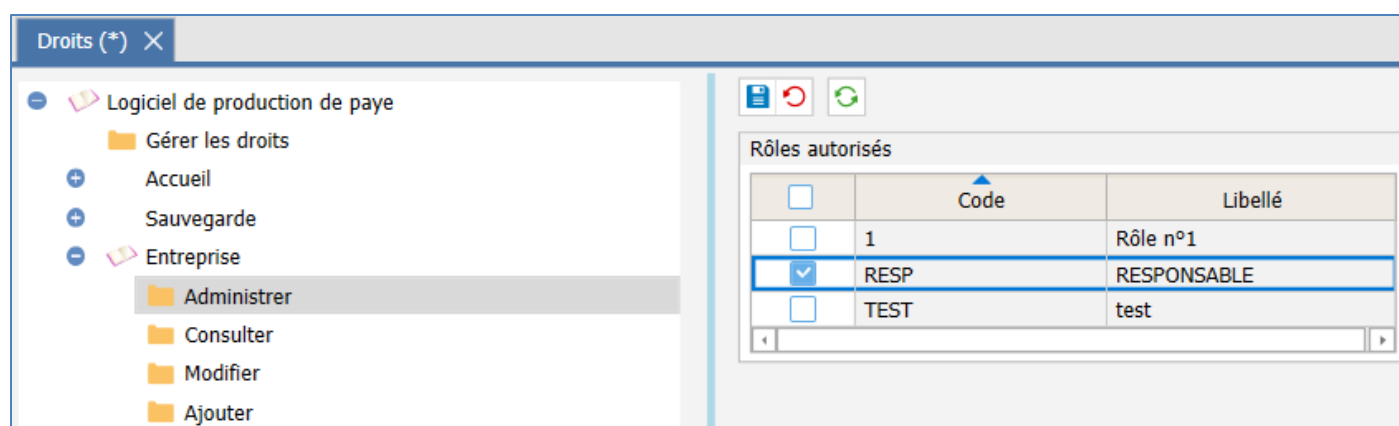 Droits (*)
Logiciel de production de paye
Gérer les droits
Accueil
Sauvegarde
Entreprise
Administrer
Consulter
Modifier
Ajouter
Rôles autorisés
Code Libellé
1 Rôle n°1
RESP RESPONSABLE
TEST test